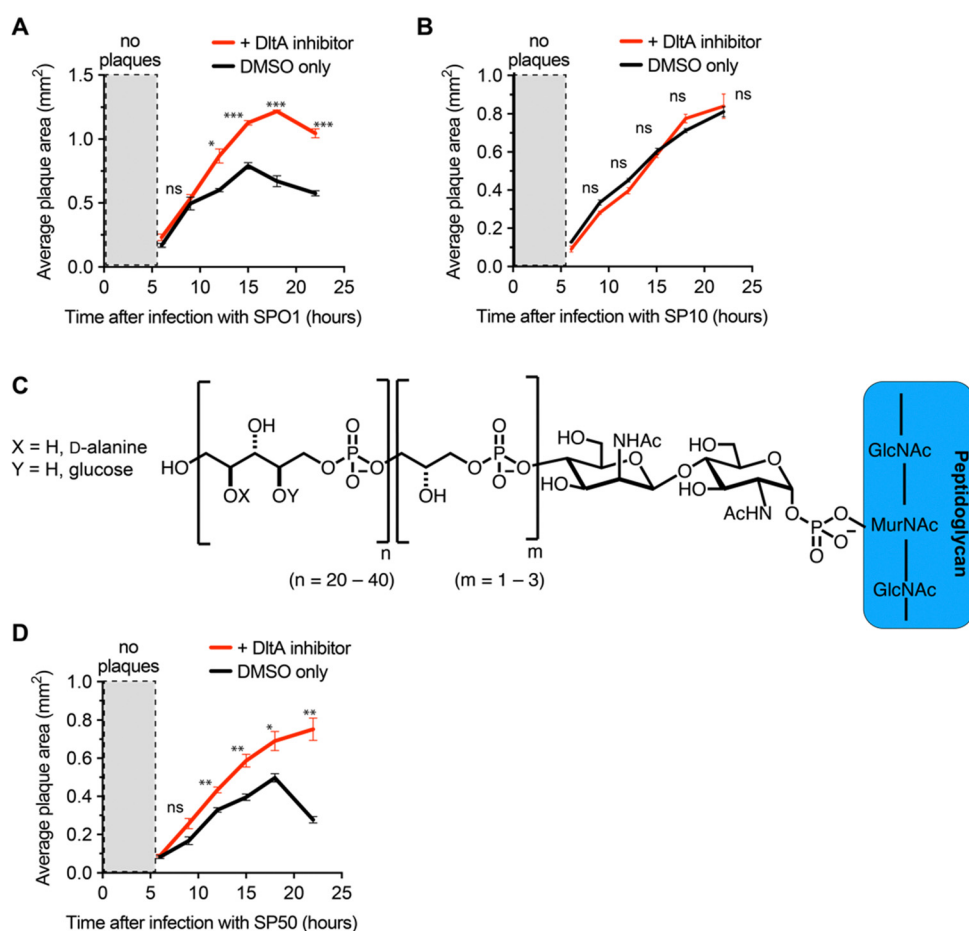 A
no
plaques
+ DltA inhibitor
DMSO only
Average plaque area (mm²)
1.5
1.0
0.5
0.0
ns
*
***
***
***
0 5 10 15 20 25
Time after infection with SPO1 (hours)
B
no
plaques
+ DltA inhibitor
DMSO only
Average plaque area (mm²)
1.0
0.8
0.6
0.4
0.2
0.0
ns
ns
ns
ns
ns
0 5 10 15 20 25
Time after infection with SP10 (hours)
C
X = H, D-alanine
Y = H, glucose
HO
OH
OX
OY
O
P
O
O
O⁻
n
(n = 20 – 40)
OH
O
P
O
O
O⁻
m
(m = 1 – 3)
HO
HO
NHAc
O
O
HO
HO
O
AcHN
O
P
O
O
O⁻
GlcNAc
MurNAc
GlcNAc
Peptidoglycan
D
no
plaques
+ DltA inhibitor
DMSO only
Average plaque area (mm²)
1.0
0.8
0.6
0.4
0.2
0.0
ns
**
**
*
**
0 5 10 15 20 25
Time after infection with SP50 (hours)